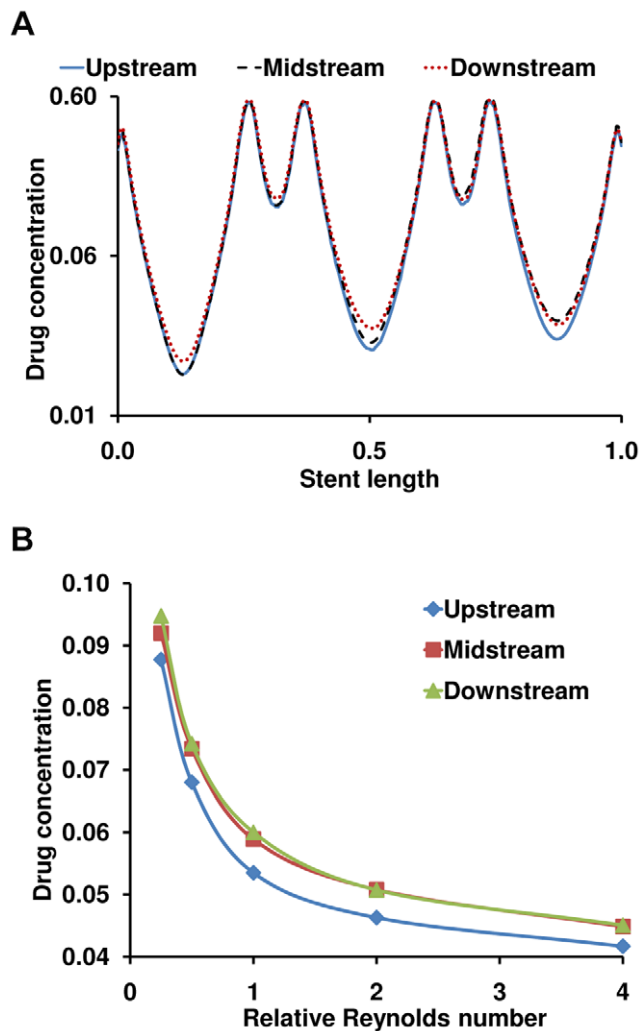 A
Upstream Midstream Downstream
0.60
0.06
0.01
Drug concentration
0.0 0.5 1.0
Stent length
B
0.10
0.09
0.08
0.07
0.06
0.05
0.04
Drug concentration
Upstream
Midstream
Downstream
0 1 2 3 4
Relative Reynolds number